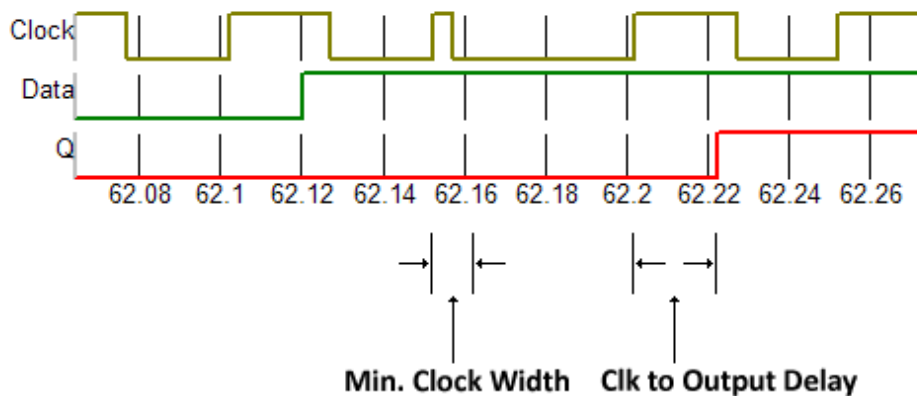 Clock
Data
Q
62.08 62.1 62.12 62.14 62.16 62.18 62.2 62.22 62.24 62.26
Min. Clock Width Clk to Output Delay